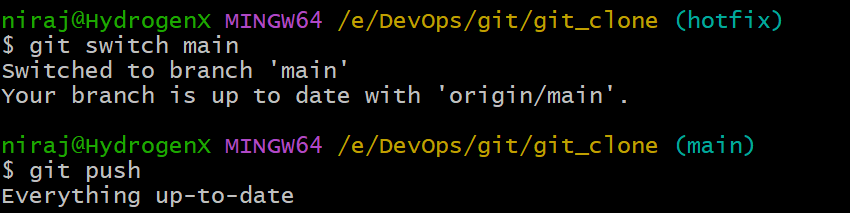 niraj@HydrogenX MINGW64 /e/DevOps/git/git_clone (hotfix)
$ git switch main
Switched to branch 'main'
Your branch is up to date with 'origin/main'.
niraj@HydrogenX MINGW64 /e/DevOps/git/git_clone (main)
$ git push
Everything up-to-date